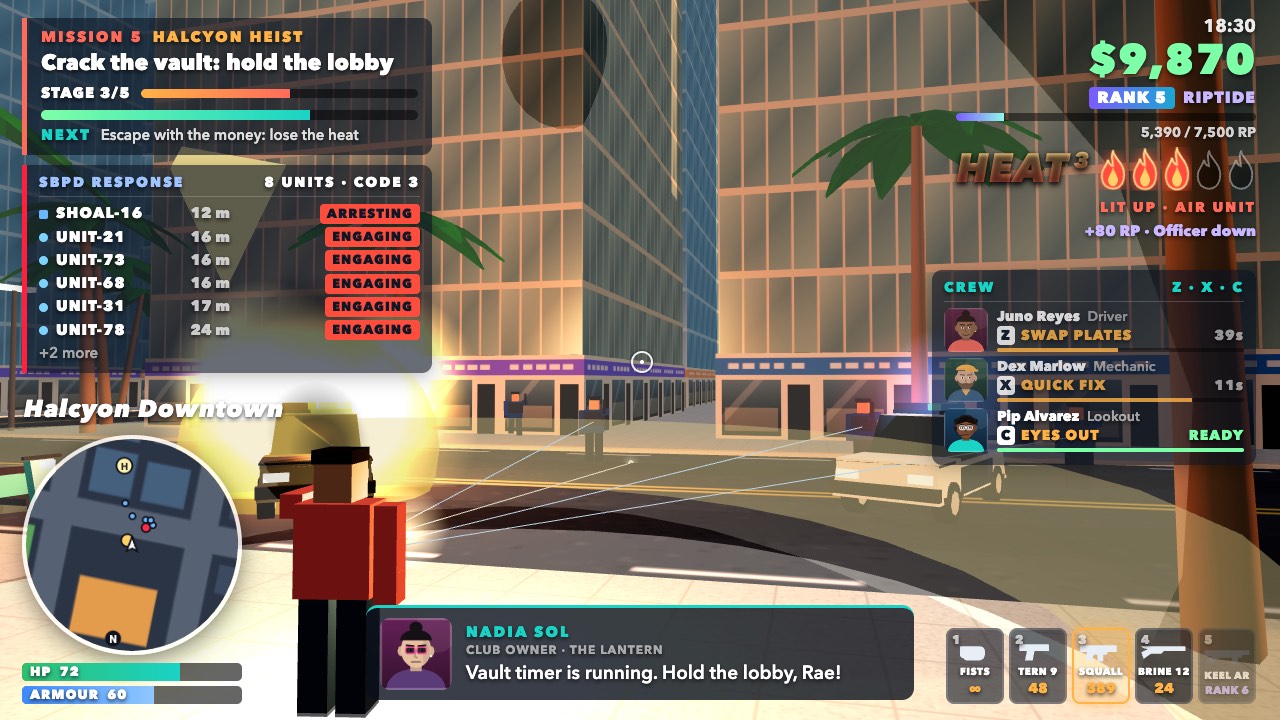 MISSION 5 HALCYON HEIST
Crack the vault: hold the lobby
STAGE 3/5
NEXT Escape with the money: lose the heat
SBPD RESPONSE 8 UNITS · CODE 3
SHOAL-16 12 m ARRESTING
UNIT-21 16 m ENGAGING
UNIT-73 16 m ENGAGING
UNIT-68 16 m ENGAGING
UNIT-31 17 m ENGAGING
UNIT-78 24 m ENGAGING
+2 more
Halcyon Downtown
H
N
HP 72
ARMOUR 60
18:30
$9,870
RANK 5 RIPTIDE
5,390 / 7,500 RP
HEAT³
LIT UP · AIR UNIT
+80 RP · Officer down
CREW Z · X · C
Juno Reyes Driver
Z SWAP PLATES 39s
Dex Marlow Mechanic
X QUICK FIX 11s
Pip Alvarez Lookout
C EYES OUT READY
NADIA SOL
CLUB OWNER · THE LANTERN
Vault timer is running. Hold the lobby, Rae!
1 FISTS ∞
2 TERN 9 48
3 SQUALL 389
4 BRINE 12 24
5 KEEL AR RANK 6